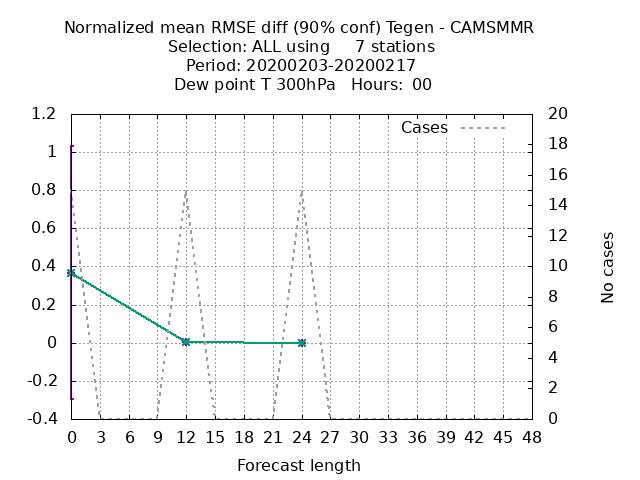 Normalized mean RMSE diff (90% conf) Tegen - CAMSMMR
Selection: ALL using     7 stations
Period: 20200203-20200217
Dew point T 300hPa   Hours: 00
Cases
1.2
1
0.8
0.6
0.4
0.2
0
-0.2
-0.4
20
18
16
14
12
10
8
6
4
2
0
No cases
0 3 6 9 12 15 18 21 24 27 30 33 36 39 42 45 48
Forecast length